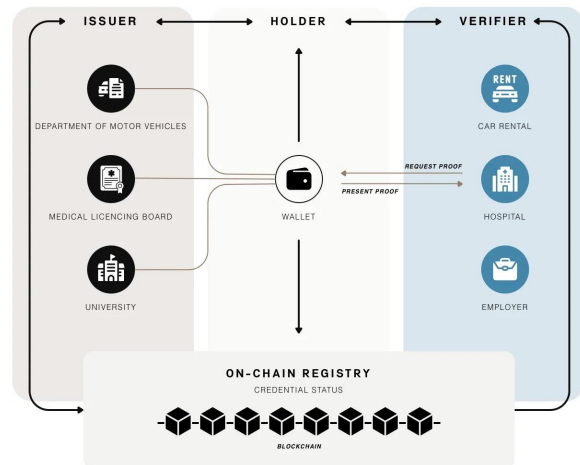 ISSUER
HOLDER
VERIFIER
RENT
DEPARTMENT OF MOTOR VEHICLES
CAR RENTAL
REQUEST PROOF
PRESENT PROOF
MEDICAL LICENCING BOARD
WALLET
HOSPITAL
UNIVERSITY
EMPLOYER
ON-CHAIN REGISTRY
CREDENTIAL STATUS
BLOCKCHAIN